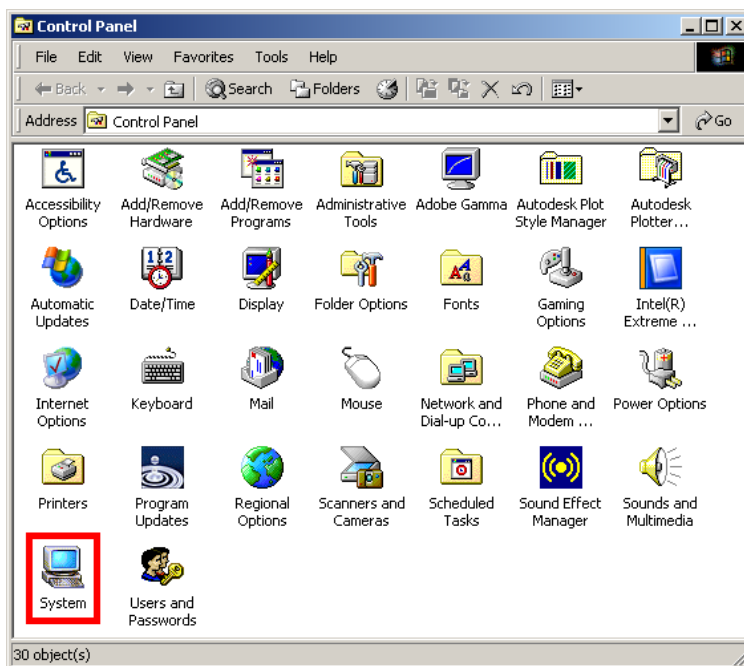 Control Panel
File Edit View Favorites Tools Help
Back Search Folders
Address Control Panel Go
Accessibility Options
Add/Remove Hardware
Add/Remove Programs
Administrative Tools
Adobe Gamma
Autodesk Plot Style Manager
Autodesk Plotter...
Automatic Updates
Date/Time
Display
Folder Options
Fonts
Gaming Options
Intel(R) Extreme ...
Internet Options
Keyboard
Mail
Mouse
Network and Dial-up Co...
Phone and Modem ...
Power Options
Printers
Program Updates
Regional Options
Scanners and Cameras
Scheduled Tasks
Sound Effect Manager
Sounds and Multimedia
System
Users and Passwords
30 object(s)